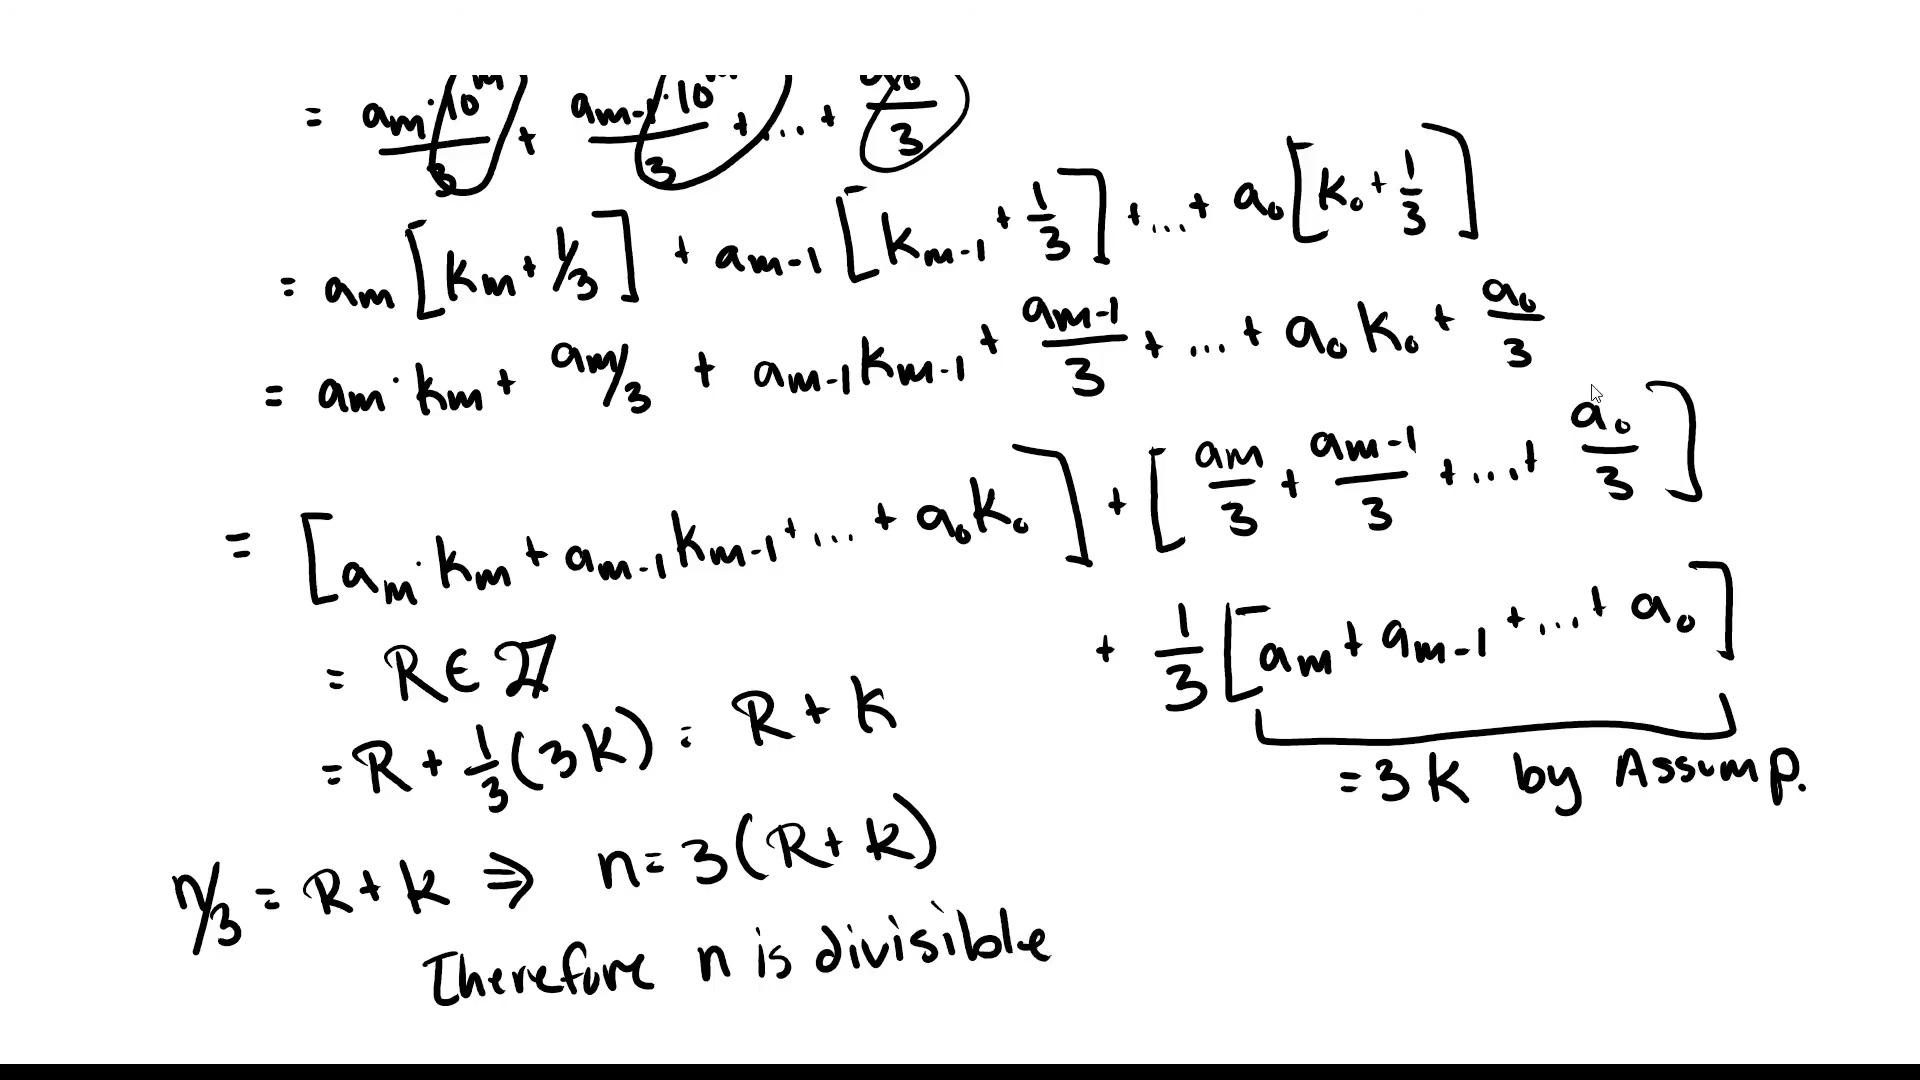 = am·10^m/3 + am-1·10^m/3 + ... + a0/3
= am[km + 1/3] + am-1[km-1 + 1/3] + ... + a0[k0 + 1/3]
= am·km + am/3 + am-1km-1 + am-1/3 + ... + a0k0 + a0/3
= [am·km + am-1km-1 + ... + a0k0] + [am/3 + am-1/3 + ... + a0/3]
+ 1/3[am + am-1 + ... + a0]
= R ∈ ℤ
= 3K by Assump.
= R + 1/3(3K) = R + K
n/3 = R + K ⇒ n = 3(R + K)
Therefore n is divisible